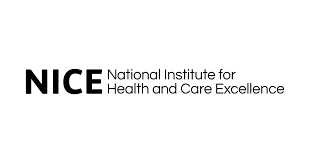 NICE National Institute for
Health and Care Excellence